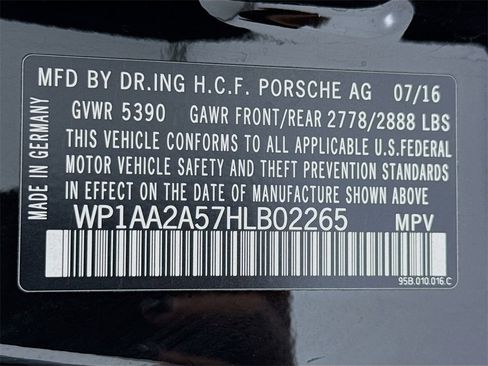 MFD BY DR.ING H.C.F. PORSCHE AG 07/16
GVWR 5390 GAWR FRONT/REAR 2778/2888 LBS
THIS VEHICLE CONFORMS TO ALL APPLICABLE U.S.FEDERAL
MOTOR VEHICLE SAFETY AND THEFT PREVENTION STANDARDS
IN EFFECT ON THE DATE OF MANUFACTURE SHOWN ABOVE
WP1AA2A57HLB02265 MPV
95B.010.016.C
MADE IN GERMANY